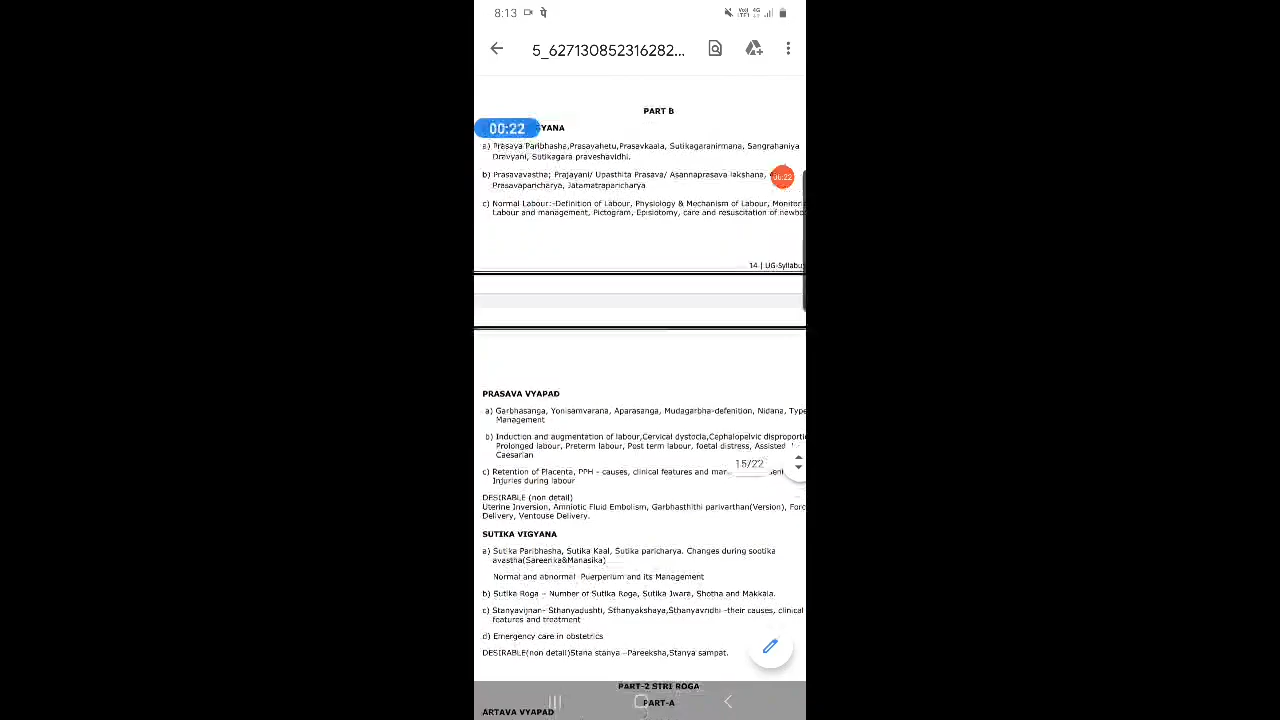 8:13
5_627130852316282...
PART B
00:22 YANA
a) Prasava Paribhasha,Prasavahetu,Prasavkaala, Sutikagaranirmana, Sangrahaniya
Dravyani, Sutikagara praveshavidhi.
b) Prasavavastha; Prajayani/ Upasthita Prasava/ Asannaprasava lakshana,
00:22
Prasavaparicharya, Jatamatraparicharya
c) Normal Labour:-Definition of Labour, Physiology & Mechanism of Labour, Monitori
Labour and management, Pictogram, Episiotomy, care and resuscitation of newbo
14 | UG-Syllabu
PRASAVA VYAPAD
a) Garbhasanga, Yonisamvarana, Aparasanga, Mudagarbha-defenition, Nidana, Type
Management
b) Induction and augmentation of labour,Cervical dystocia,Cephalopelvic disproporti
Prolonged labour, Preterm labour, Post term labour, foetal distress, Assisted
Caesarian
15/22
c) Retention of Placenta, PPH - causes, clinical features and man
Injuries during labour
DESIRABLE (non detail)
Uterine Inversion, Amniotic Fluid Embolism, Garbhasthithi parivarthan(Version), Forc
Delivery, Ventouse Delivery.
SUTIKA VIGYANA
a) Sutika Paribhasha, Sutika Kaal, Sutika paricharya. Changes during sootika
avastha(Sareerika&Manasika)
Normal and abnormal Puerperium and its Management
b) Sutika Roga – Number of Sutika Roga, Sutika Jwara, Shotha and Makkala.
c) Stanyavijnan- Sthanyadushti, Sthanyakshaya,Sthanyavridhi -their causes, clinical
features and treatment
d) Emergency care in obstetrics
DESIRABLE(non detail)Stana stanya –Pareeksha,Stanya sampat.
PART-2 STRI ROGA
PART-A
ARTAVA VYAPAD